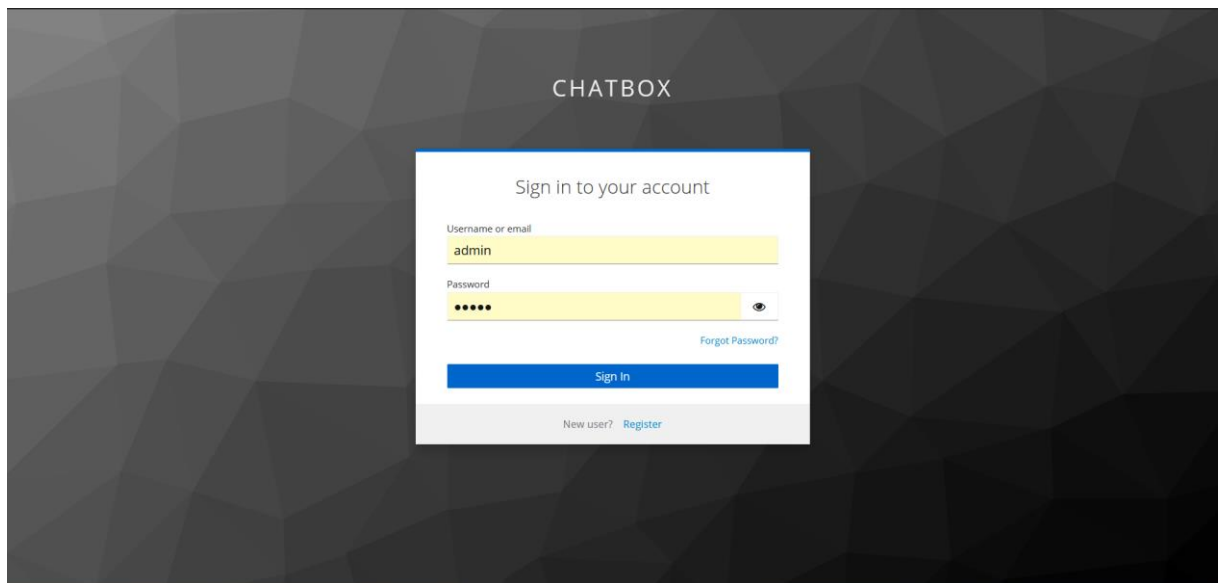 CHATBOX
Sign in to your account
Username or email
admin
Password
•••••
Forgot Password?
Sign In
New user? Register